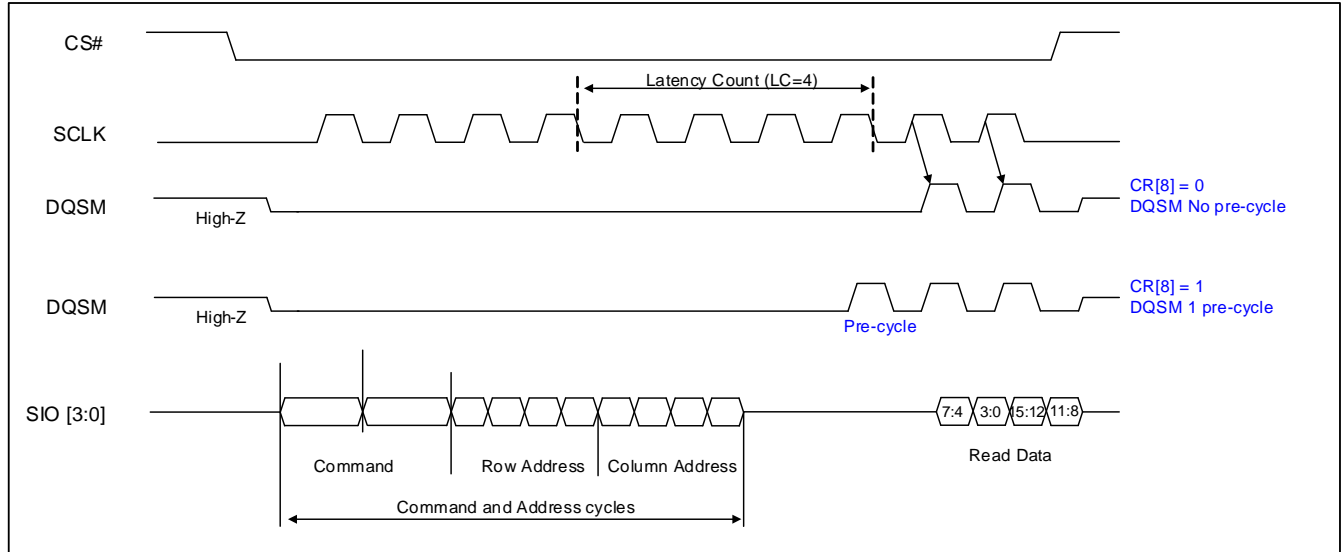 CS#
Latency Count (LC=4)
SCLK
CR[8] = 0
DQSM
DQSM No pre-cycle
High-Z
CR[8] = 1
DQSM
DQSM 1 pre-cycle
High-Z
Pre-cycle
SIO [3:0]
7:4 3:0 15:12 11:8
Command Row Address Column Address Read Data
Command and Address cycles